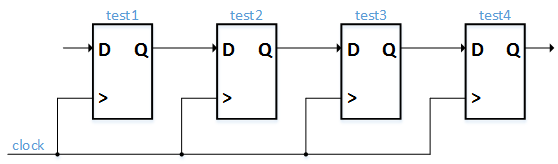 test1 test2 test3 test4
D Q D Q D Q D Q
> > > >
clock